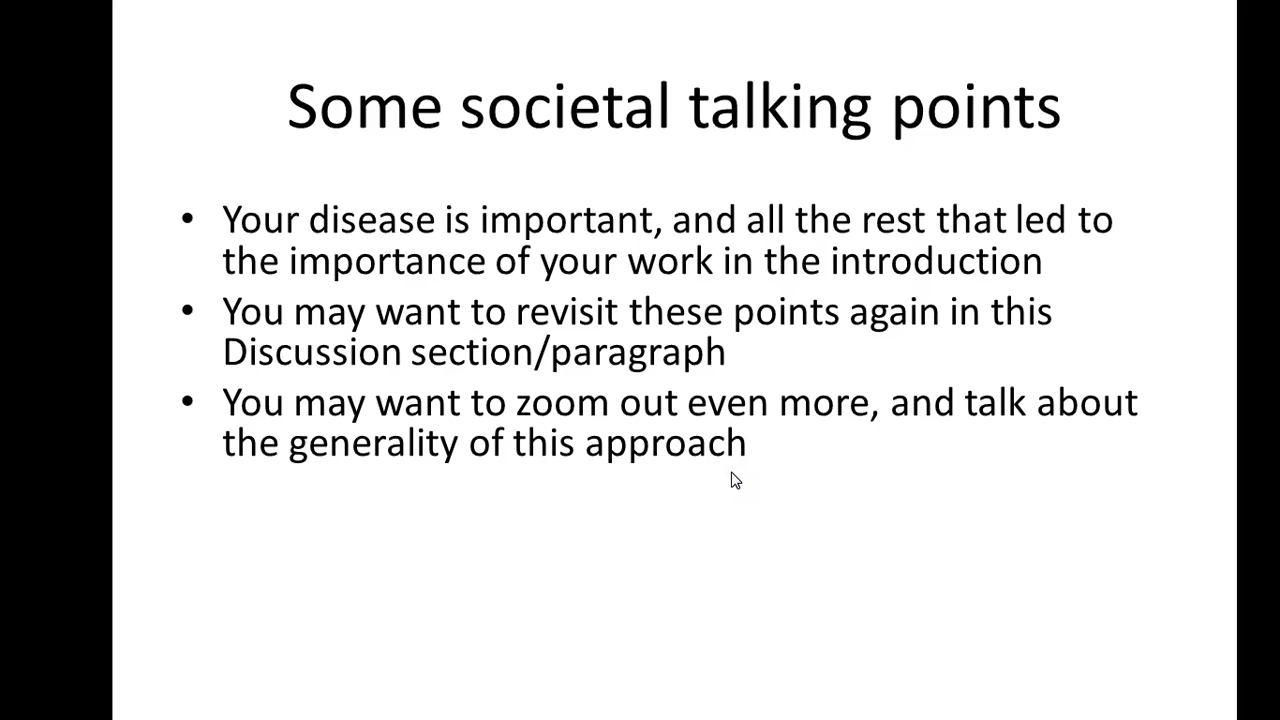 Some societal talking points
• Your disease is important, and all the rest that led to
the importance of your work in the introduction
• You may want to revisit these points again in this
Discussion section/paragraph
• You may want to zoom out even more, and talk about
the generality of this approach